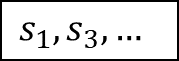 s₁, s₃, …